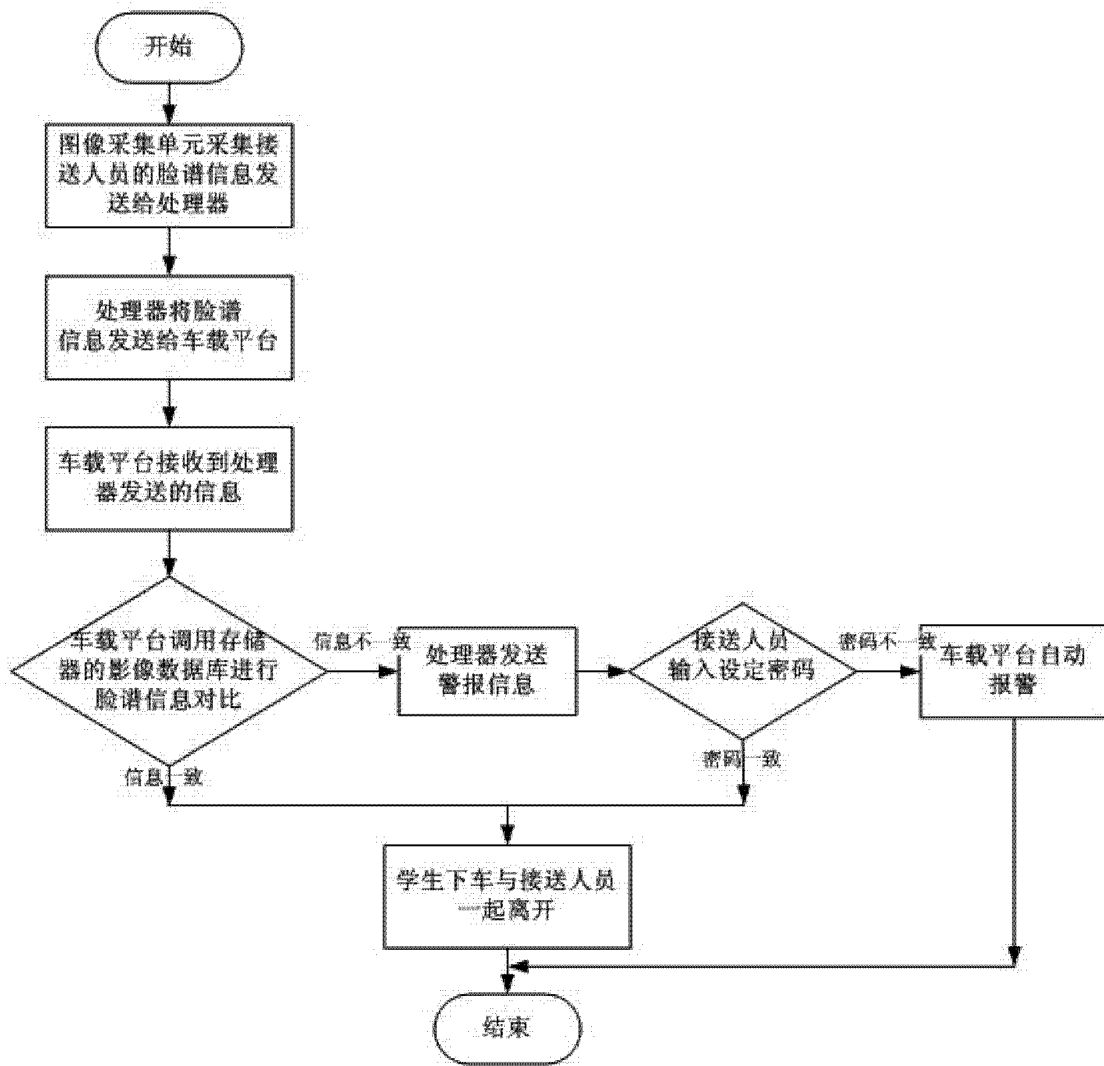 开始
图像采集单元采集接
送人员的脸谱信息发
送给处理器
处理器将脸谱
信息发送给车载平台
车载平台接收到处理
器发送的信息
车载平台调用存储
器的影像数据库进行
脸谱信息对比
信息不一致
处理器发送
警报信息
接送人员
输入设定密码
密码不一致
车载平台自动
报警
信息一致
密码一致
学生下车与接送人员
一起离开
结束